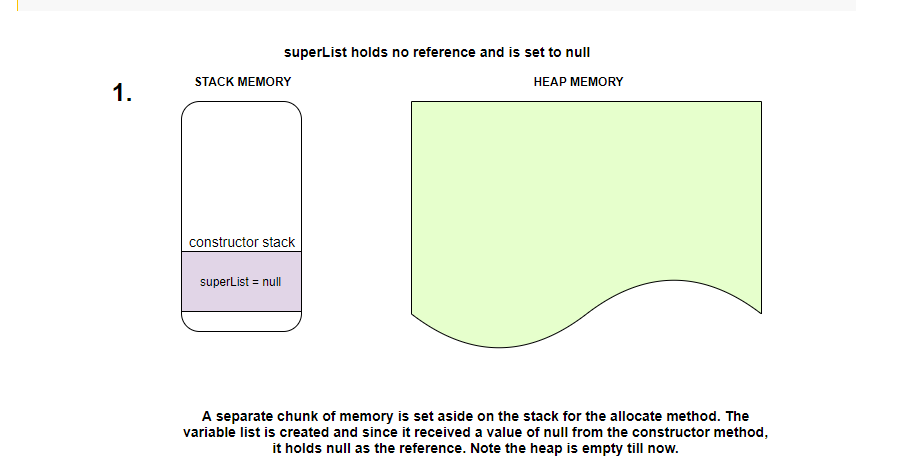 superList holds no reference and is set to null
STACK MEMORY
HEAP MEMORY
1.
constructor stack
superList = null
A separate chunk of memory is set aside on the stack for the allocate method. The
variable list is created and since it received a value of null from the constructor method,
it holds null as the reference. Note the heap is empty till now.